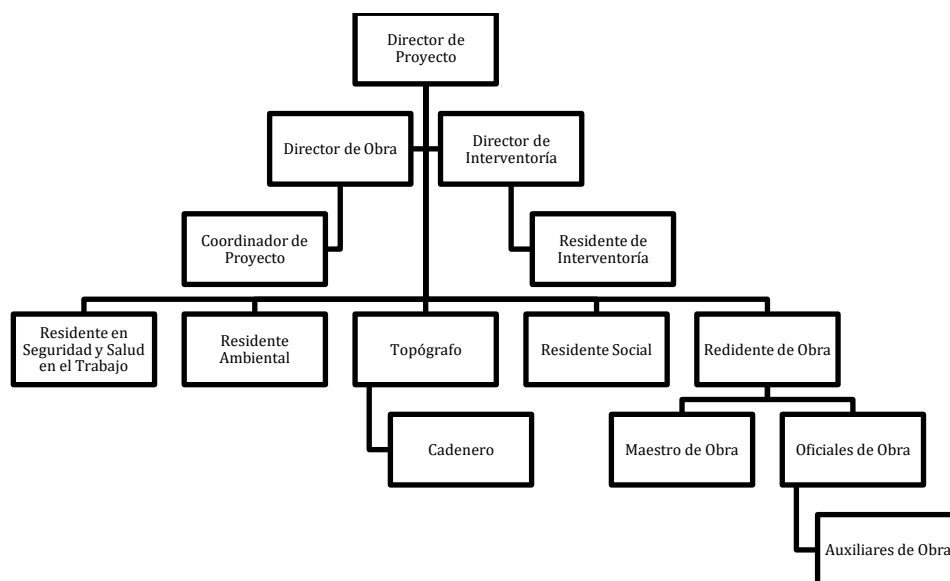 Director de
Proyecto
Director de Obra
Director de
Interventoría
Coordinador de
Proyecto
Residente de
Interventoría
Residente en
Seguridad y Salud
en el Trabajo
Residente
Ambiental
Topógrafo
Residente Social
Redidente de Obra
Cadenero
Maestro de Obra
Oficiales de Obra
Auxiliares de Obra